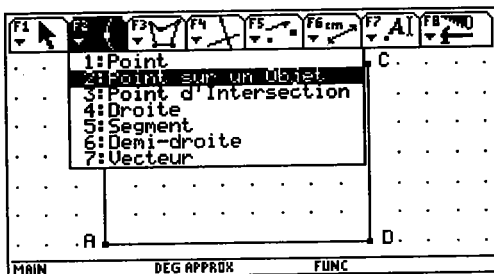 F1 F2 F3 F4 F5 F6 cm F7 A F8
1:Point
2:Point sur un Objet
3:Point d'Intersection
4:Droite
5:Segment
6:Demi-droite
7:Vecteur
C
A D
MAIN DEG APPROX FUNC